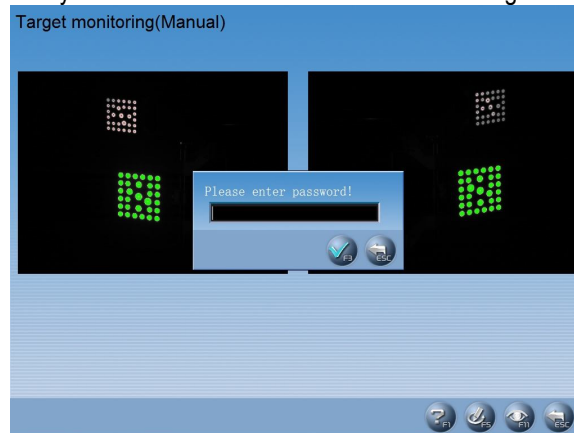 Target monitoring(Manual)
Please enter password!
F3
ESC
F1
F5
F11
ESC